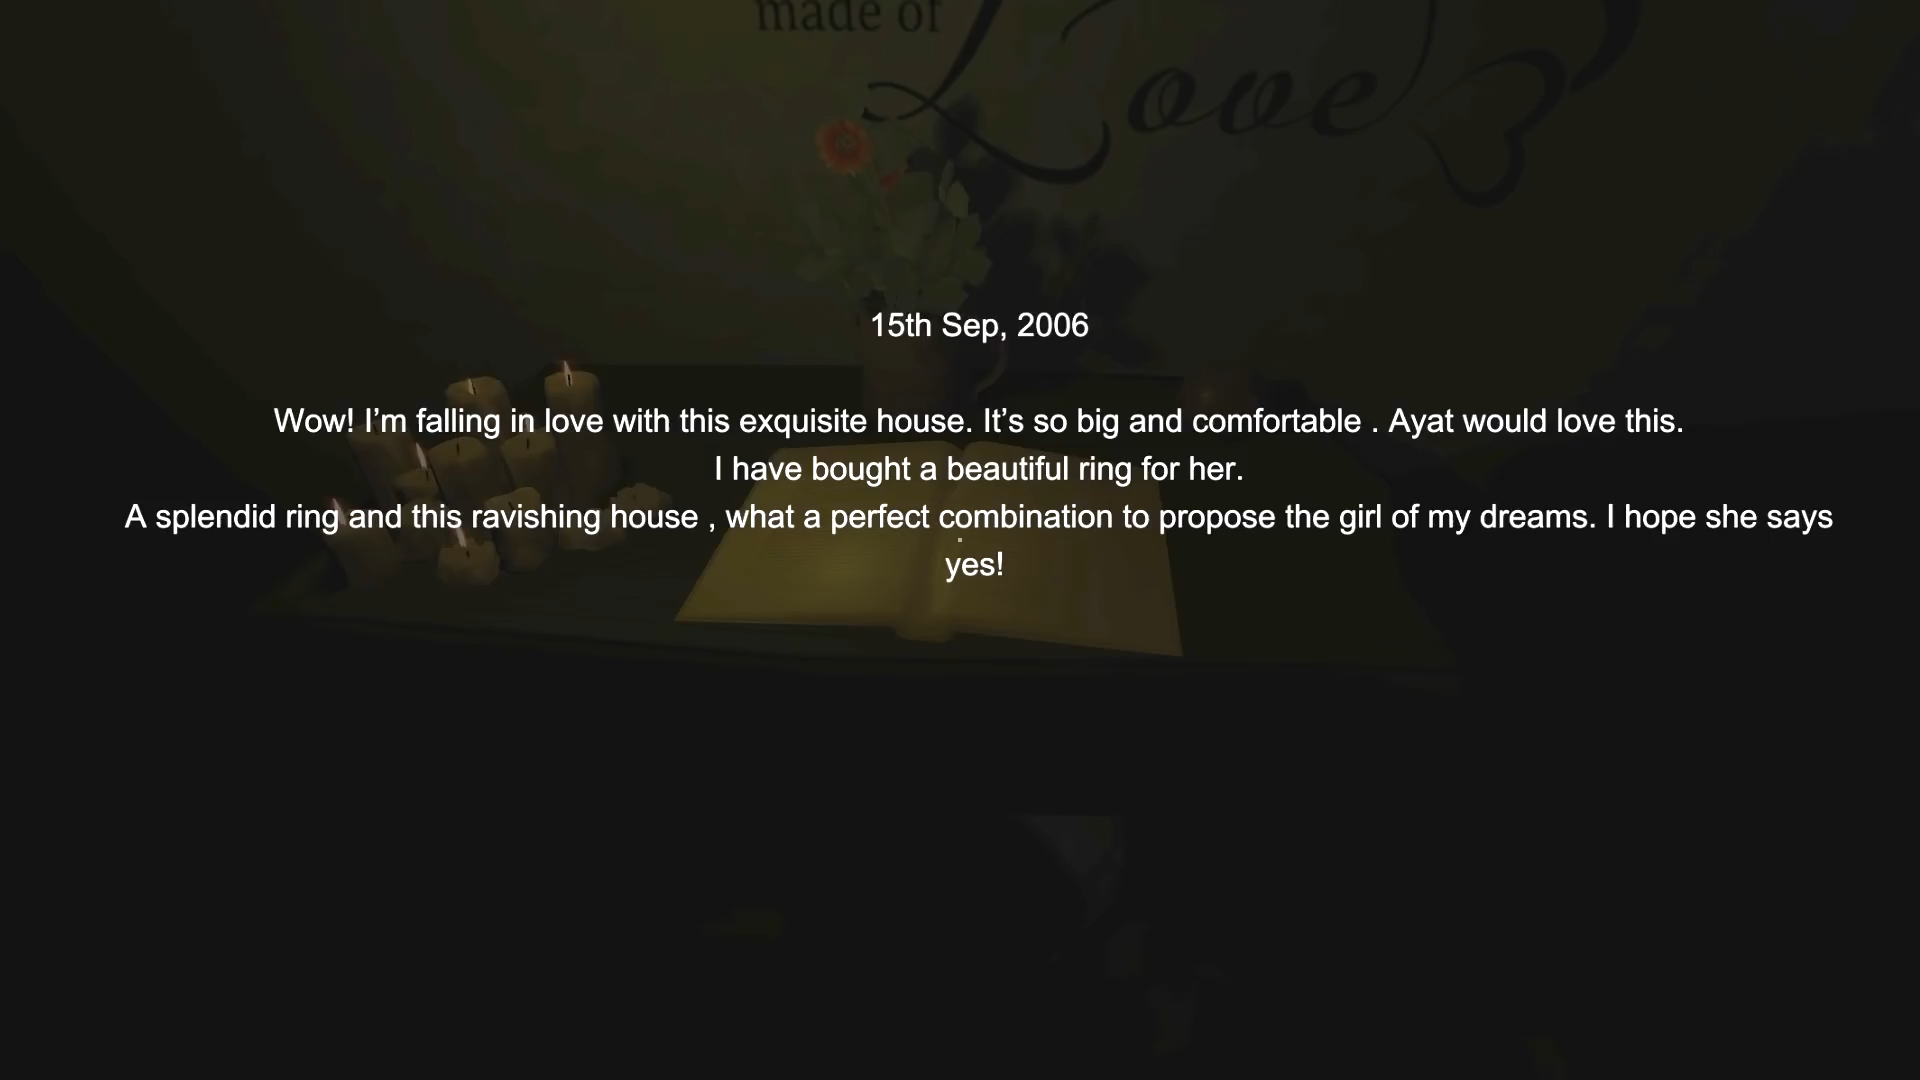 made of
Love
15th Sep, 2006
Wow! I’m falling in love with this exquisite house. It’s so big and comfortable . Ayat would love this.
I have bought a beautiful ring for her.
A splendid ring and this ravishing house , what a perfect combination to propose the girl of my dreams. I hope she says
yes!